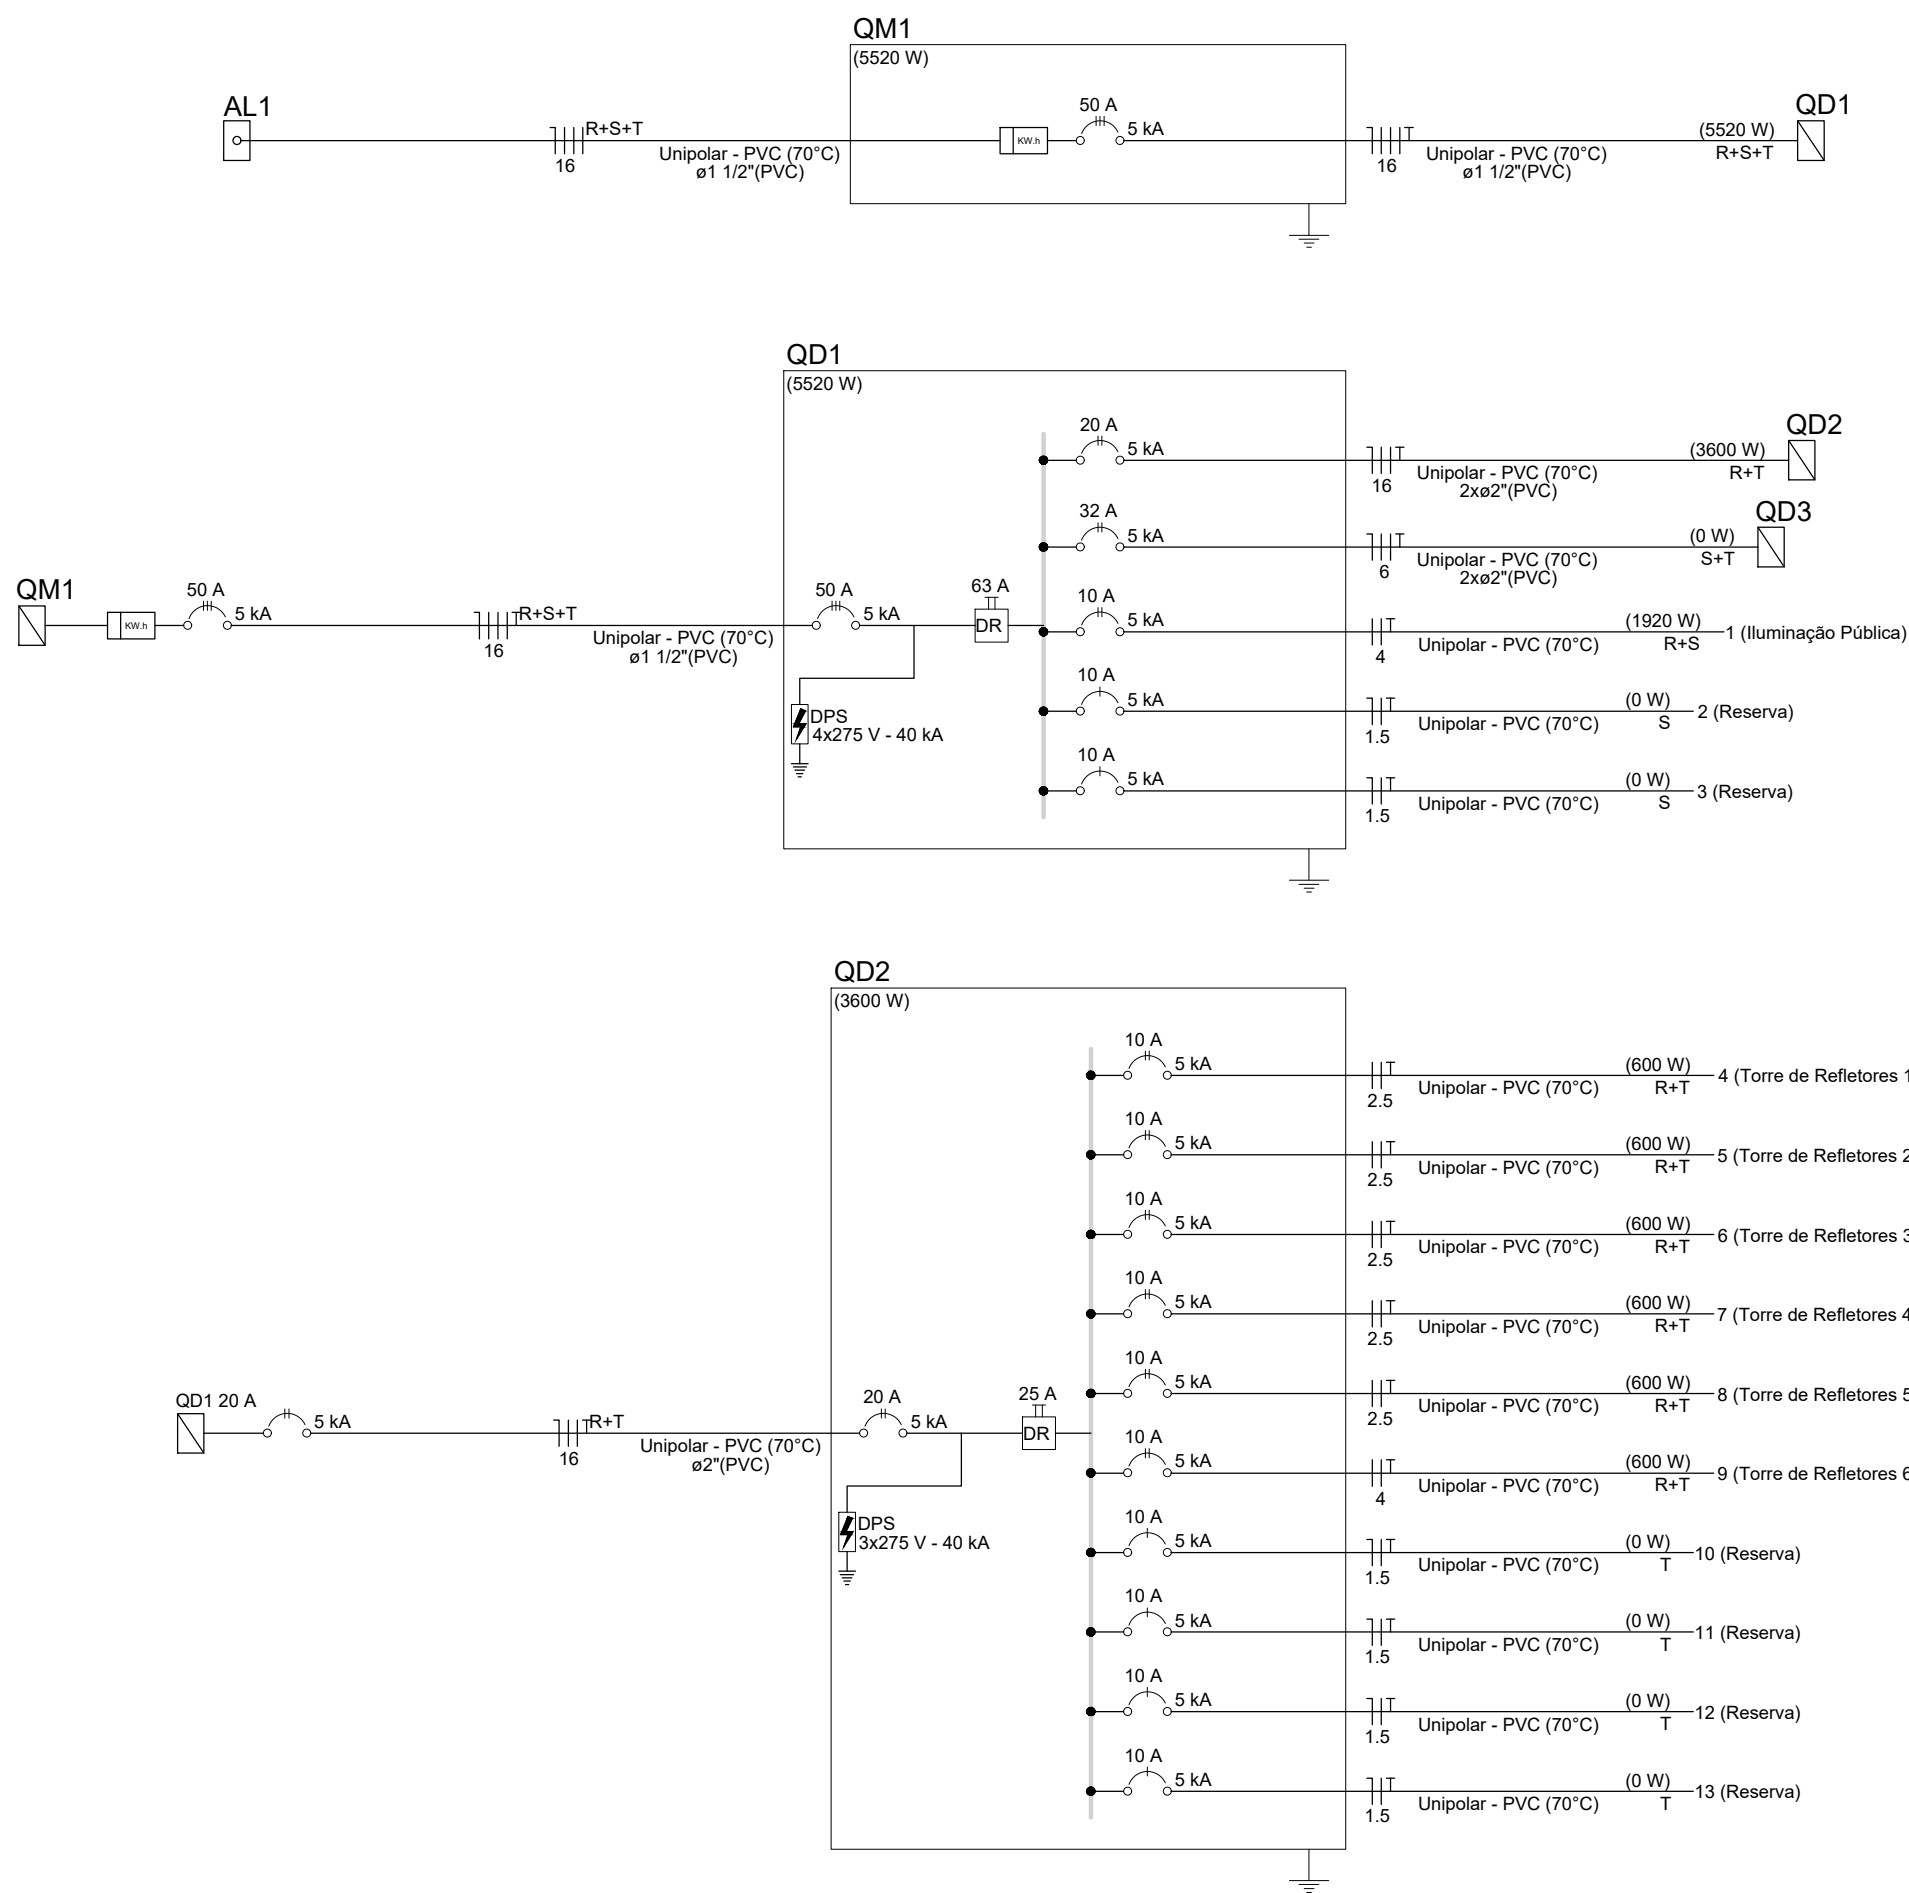 QM1
(5520 W)
AL1
R+S+T
16
Unipolar - PVC (70°C)
ø1 1/2"(PVC)
KW.h
50 A
5 kA
T
16
Unipolar - PVC (70°C)
ø1 1/2"(PVC)
(5520 W)
R+S+T
QD1
QD1
(5520 W)
QM1
KW.h
50 A
5 kA
T
R+S+T
16
Unipolar - PVC (70°C)
ø1 1/2"(PVC)
50 A
5 kA
63 A
DR
DPS
4x275 V - 40 kA
20 A
5 kA
T
16
Unipolar - PVC (70°C)
2xø2"(PVC)
(3600 W)
R+T
QD2
32 A
5 kA
T
6
Unipolar - PVC (70°C)
2xø2"(PVC)
(0 W)
S+T
QD3
10 A
5 kA
T
4
Unipolar - PVC (70°C)
(1920 W)
R+S
1 (Iluminação Pública)
10 A
5 kA
T
1.5
Unipolar - PVC (70°C)
(0 W)
S
2 (Reserva)
10 A
5 kA
T
1.5
Unipolar - PVC (70°C)
(0 W)
S
3 (Reserva)
QD2
(3600 W)
QD1 20 A
5 kA
T
R+T
16
Unipolar - PVC (70°C)
ø2"(PVC)
20 A
5 kA
25 A
DR
DPS
3x275 V - 40 kA
10 A
5 kA
T
2.5
Unipolar - PVC (70°C)
(600 W)
R+T
4 (Torre de Refletores 1
10 A
5 kA
T
2.5
Unipolar - PVC (70°C)
(600 W)
R+T
5 (Torre de Refletores 2
10 A
5 kA
T
2.5
Unipolar - PVC (70°C)
(600 W)
R+T
6 (Torre de Refletores 3
10 A
5 kA
T
2.5
Unipolar - PVC (70°C)
(600 W)
R+T
7 (Torre de Refletores 4
10 A
5 kA
T
2.5
Unipolar - PVC (70°C)
(600 W)
R+T
8 (Torre de Refletores 5
10 A
5 kA
T
4
Unipolar - PVC (70°C)
(600 W)
R+T
9 (Torre de Refletores 6
10 A
5 kA
T
1.5
Unipolar - PVC (70°C)
(0 W)
T
10 (Reserva)
10 A
5 kA
T
1.5
Unipolar - PVC (70°C)
(0 W)
T
11 (Reserva)
10 A
5 kA
T
1.5
Unipolar - PVC (70°C)
(0 W)
T
12 (Reserva)
10 A
5 kA
T
1.5
Unipolar - PVC (70°C)
(0 W)
T
13 (Reserva)